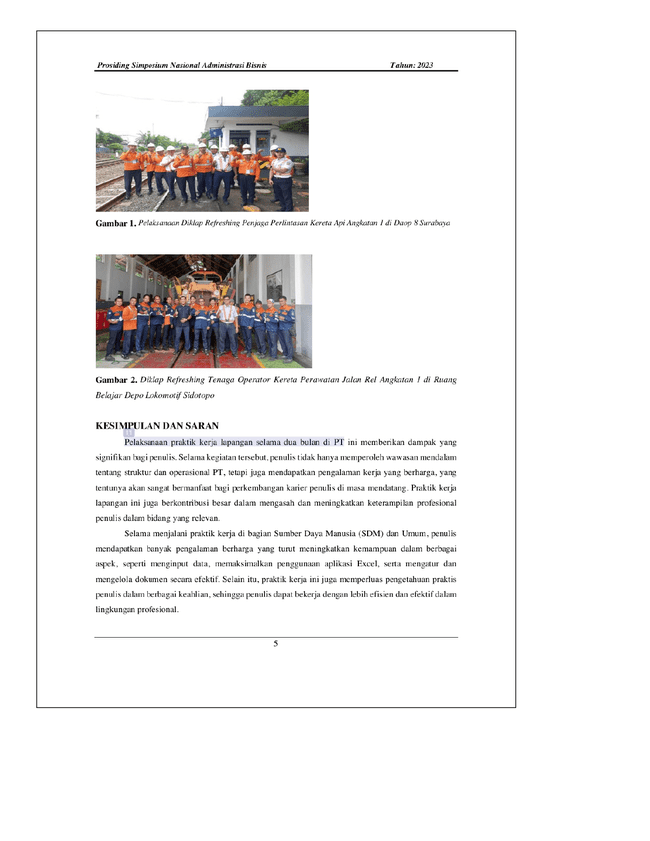 Prosiding Simposium Nasional Administrasi Bisnis Tahun: 2023
Gambar 1. Pelaksanaan Diklap Refreshing Penjaga Perlintasan Kereta Api Angkatan 1 di Daop 8 Surabaya
Gambar 2. Diklap Refreshing Tenaga Operator Kereta Perawatan Jalan Rel Angkatan 1 di Ruang
Belajar Depo Lokomotif Sidotopo
KESIMPULAN DAN SARAN
Pelaksanaan praktik kerja lapangan selama dua bulan di PT ini memberikan dampak yang
signifikan bagi penulis. Selama kegiatan tersebut, penulis tidak hanya memperoleh wawasan mendalam
tentang struktur dan operasional PT, tetapi juga mendapatkan pengalaman kerja yang berharga, yang
tentunya akan sangat bermanfaat bagi perkembangan karier penulis di masa mendatang. Praktik kerja
lapangan ini juga berkontribusi besar dalam mengasah dan meningkatkan keterampilan profesional
penulis dalam bidang yang relevan.
Selama menjalani praktik kerja di bagian Sumber Daya Manusia (SDM) dan Umum, penulis
mendapatkan banyak pengalaman berharga yang turut meningkatkan kemampuan dalam berbagai
aspek, seperti menginput data, memaksimalkan penggunaan aplikasi Excel, serta mengatur dan
mengelola dokumen secara efektif. Selain itu, praktik kerja ini juga memperluas pengetahuan praktis
penulis dalam berbagai keahlian, sehingga penulis dapat bekerja dengan lebih efisien dan efektif dalam
lingkungan profesional.
5